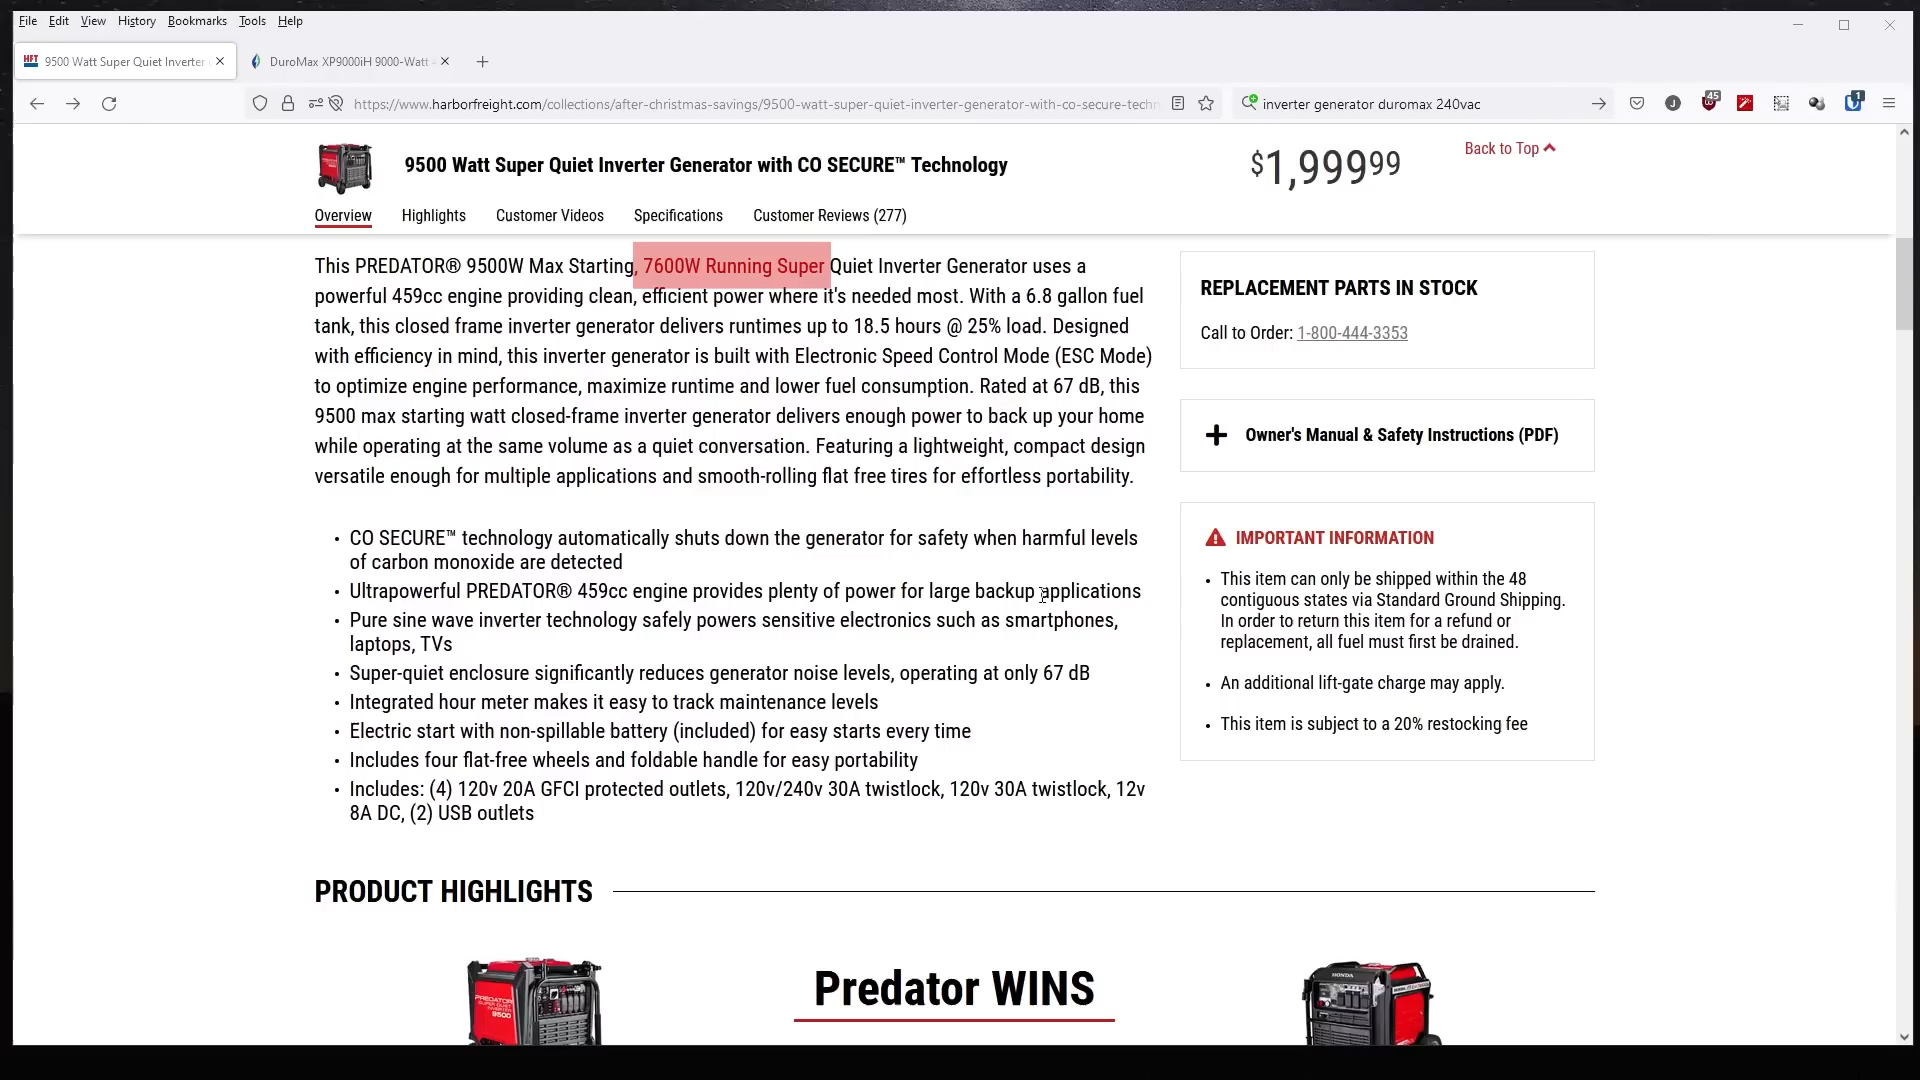 File Edit View History Bookmarks Tools Help
HFT 9500 Watt Super Quiet Inverter
DuroMax XP9000iH 9000-Watt
https://www.harborfreight.com/collections/after-christmas-savings/9500-watt-super-quiet-inverter-generator-with-co-secure-techn
inverter generator duromax 240vac
J
45
1
9500 Watt Super Quiet Inverter Generator with CO SECURE™ Technology
$1,999 99
Back to Top
Overview Highlights Customer Videos Specifications Customer Reviews (277)
This PREDATOR® 9500W Max Starting, 7600W Running Super Quiet Inverter Generator uses a
powerful 459cc engine providing clean, efficient power where it's needed most. With a 6.8 gallon fuel
tank, this closed frame inverter generator delivers runtimes up to 18.5 hours @ 25% load. Designed
with efficiency in mind, this inverter generator is built with Electronic Speed Control Mode (ESC Mode)
to optimize engine performance, maximize runtime and lower fuel consumption. Rated at 67 dB, this
9500 max starting watt closed-frame inverter generator delivers enough power to back up your home
while operating at the same volume as a quiet conversation. Featuring a lightweight, compact design
versatile enough for multiple applications and smooth-rolling flat free tires for effortless portability.
• CO SECURE™ technology automatically shuts down the generator for safety when harmful levels
of carbon monoxide are detected
• Ultrapowerful PREDATOR® 459cc engine provides plenty of power for large backup applications
• Pure sine wave inverter technology safely powers sensitive electronics such as smartphones,
laptops, TVs
• Super-quiet enclosure significantly reduces generator noise levels, operating at only 67 dB
• Integrated hour meter makes it easy to track maintenance levels
• Electric start with non-spillable battery (included) for easy starts every time
• Includes four flat-free wheels and foldable handle for easy portability
• Includes: (4) 120v 20A GFCI protected outlets, 120v/240v 30A twistlock, 120v 30A twistlock, 12v
8A DC, (2) USB outlets
REPLACEMENT PARTS IN STOCK
Call to Order: 1-800-444-3353
Owner's Manual & Safety Instructions (PDF)
IMPORTANT INFORMATION
• This item can only be shipped within the 48
contiguous states via Standard Ground Shipping.
In order to return this item for a refund or
replacement, all fuel must first be drained.
• An additional lift-gate charge may apply.
• This item is subject to a 20% restocking fee
PRODUCT HIGHLIGHTS
PREDATOR
9500
Predator WINS
HONDA